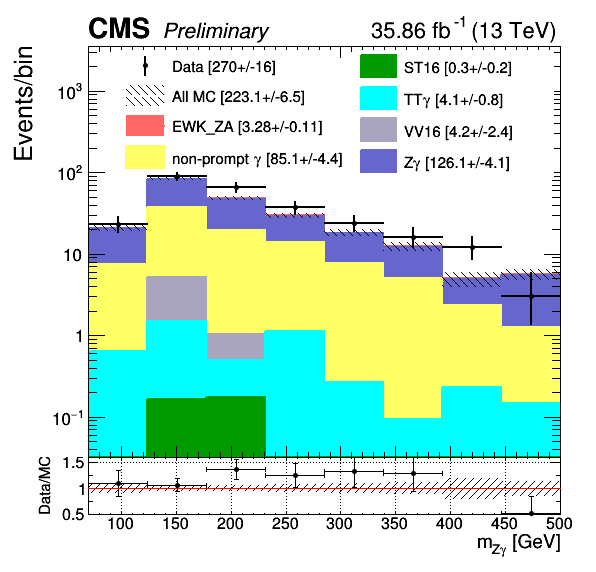 CMS Preliminary 35.86 fb⁻¹ (13 TeV)
Events/bin
Data [270+/-16]
All MC [223.1+/-6.5]
EWK_ZA [3.28+/-0.11]
non-prompt γ [85.1+/-4.4]
ST16 [0.3+/-0.2]
TTγ [4.1+/-0.8]
VV16 [4.2+/-2.4]
Zγ [126.1+/-4.1]
10³
10²
10
1
10⁻¹
Data/MC
1.5
1
0.5
100 150 200 250 300 350 400 450 500
m_Zγ [GeV]